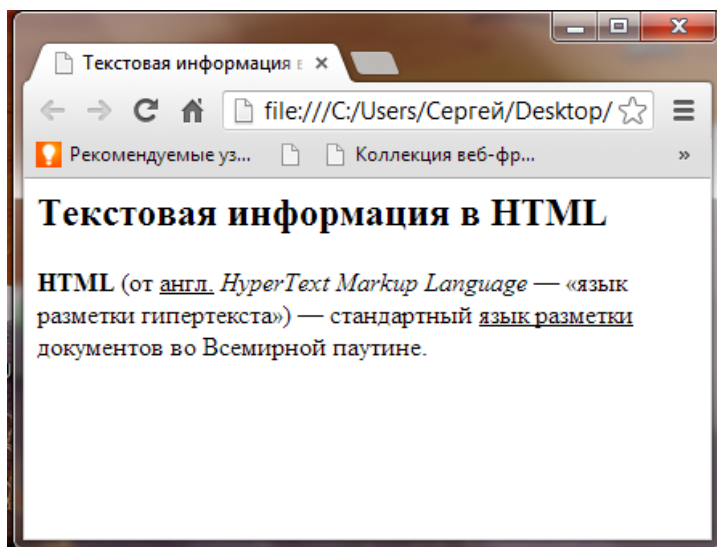 Текстовая информация в
file:///C:/Users/Сергей/Desktop/
Рекомендуемые уз... Коллекция веб-фр... »
Текстовая информация в HTML
HTML (от англ. HyperText Markup Language — «язык
разметки гипертекста») — стандартный язык разметки
документов во Всемирной паутине.